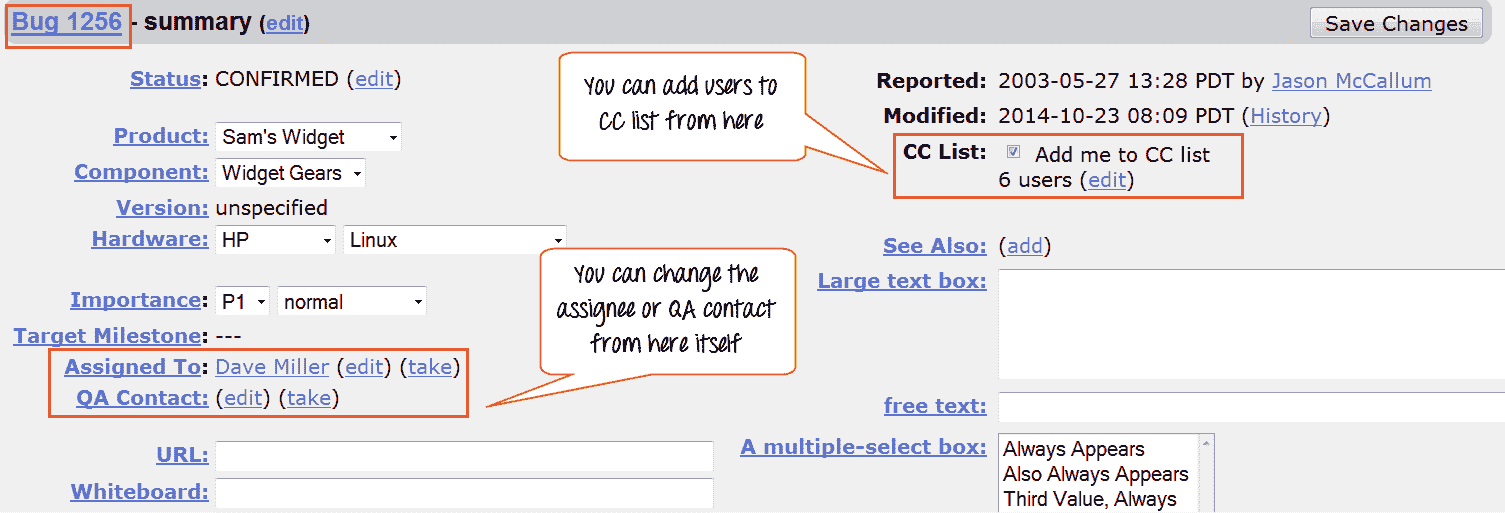 Bug 1256 - summary (edit)
Save Changes
Status: CONFIRMED (edit)
Product: Sam's Widget
Component: Widget Gears
Version: unspecified
Hardware: HP Linux
Importance: P1 normal
Target Milestone: ---
Assigned To: Dave Miller (edit) (take)
QA Contact: (edit) (take)
URL:
Whiteboard:
You can add users to
CC list from here
You can change the
assignee or QA contact
from here itself
Reported: 2003-05-27 13:28 PDT by Jason McCallum
Modified: 2014-10-23 08:09 PDT (History)
CC List: Add me to CC list
6 users (edit)
See Also: (add)
Large text box:
free text:
A multiple-select box: Always Appears
Also Always Appears
Third Value, Always